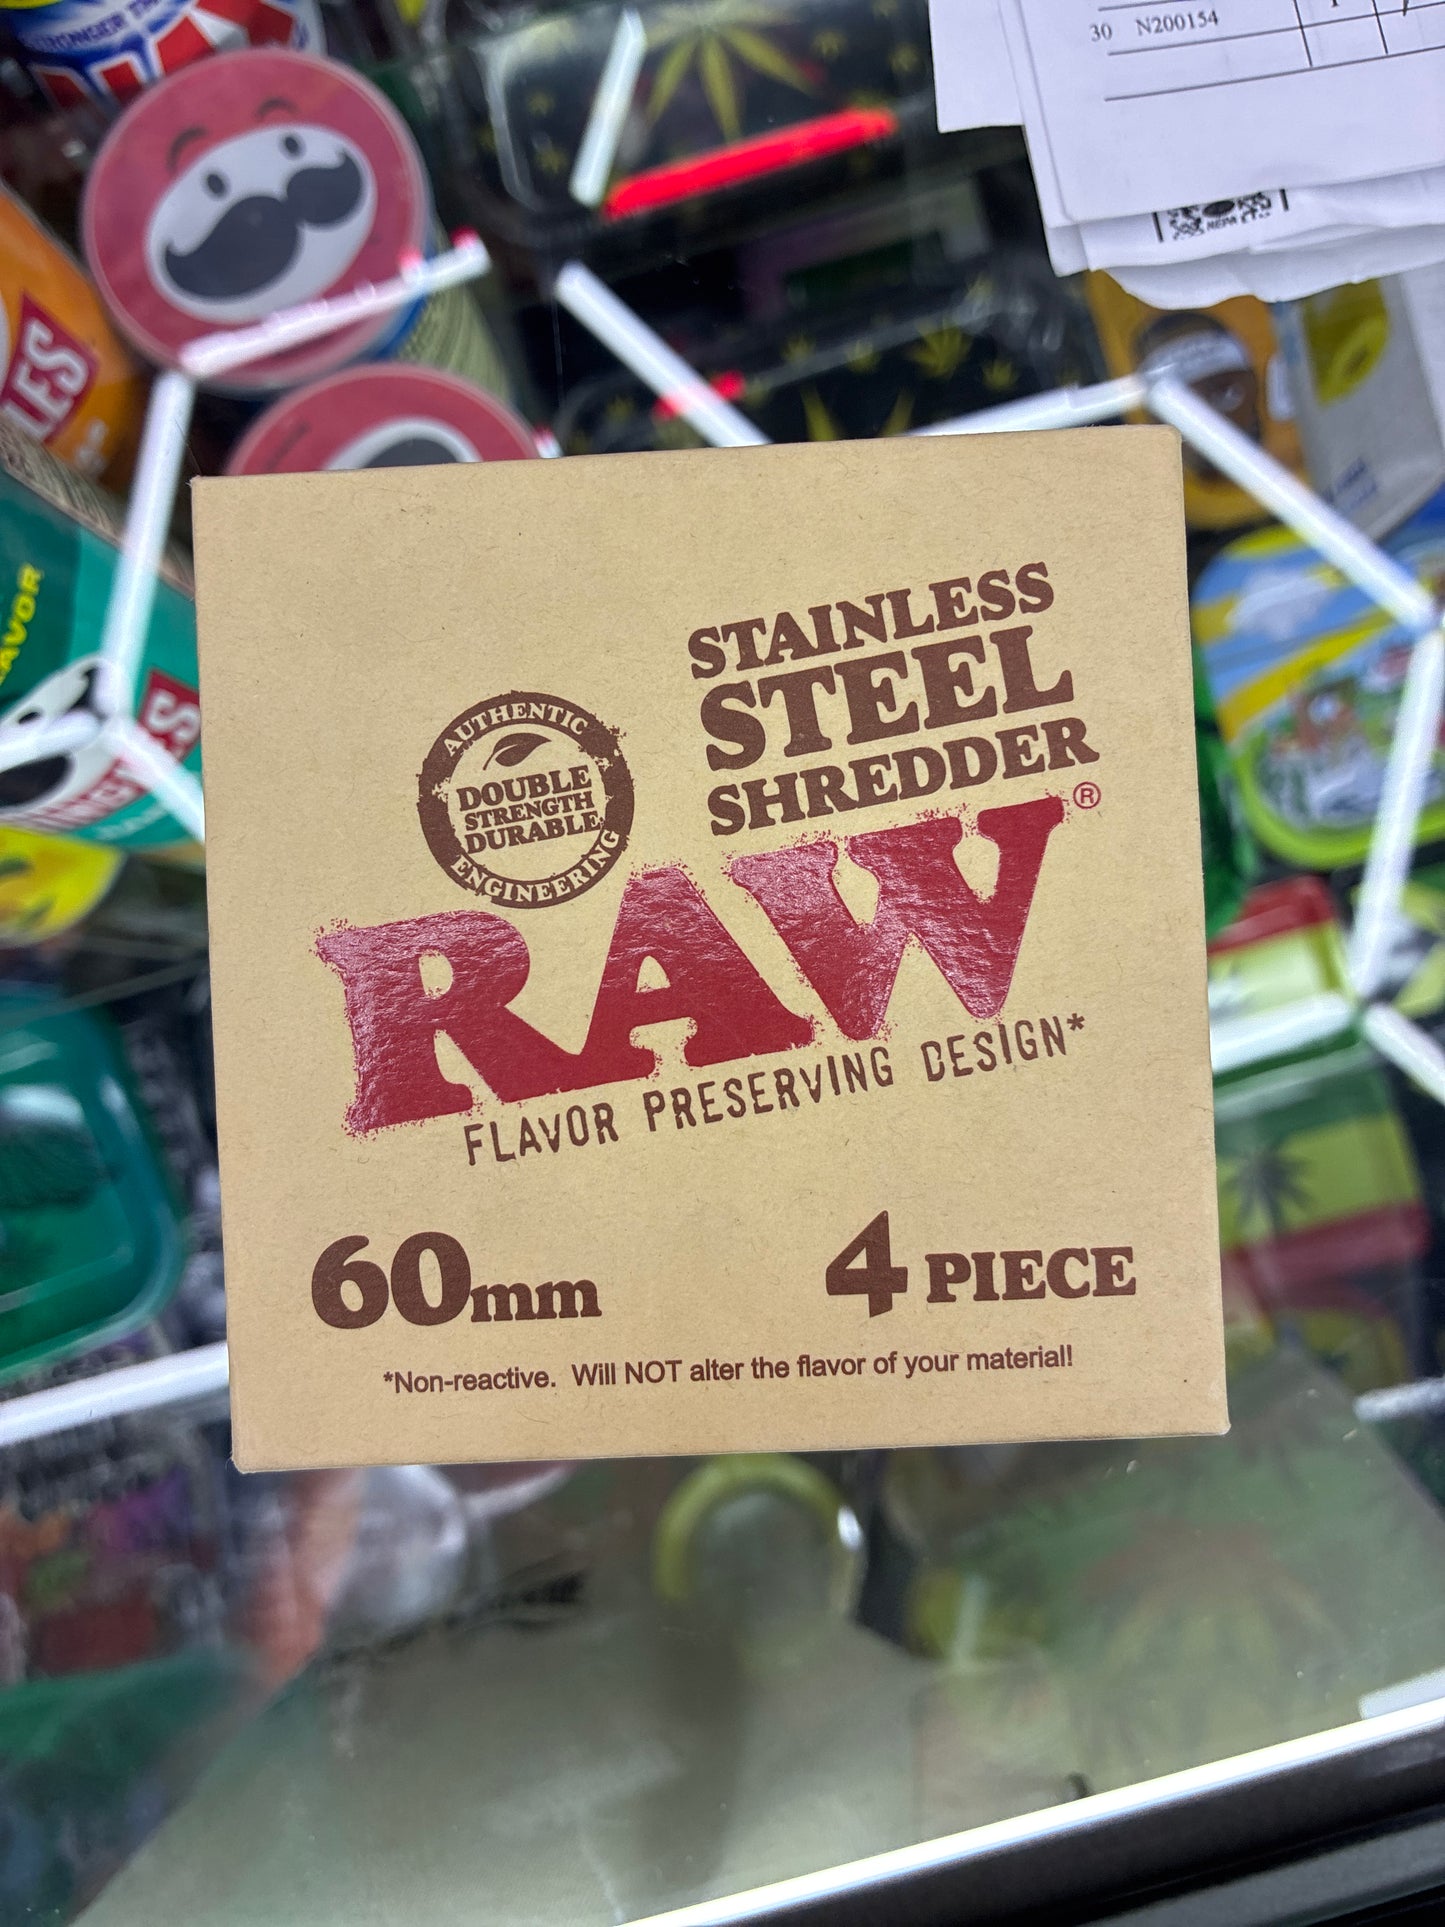 30 N200154
STAINLESS
STEEL
SHREDDER
AUTHENTIC
DOUBLE
STRENGTH
DURABLE
ENGINEERING
RAW®
FLAVOR PRESERVING DESIGN*
60mm
4 PIECE
*Non-reactive. Will NOT alter the flavor of your material!